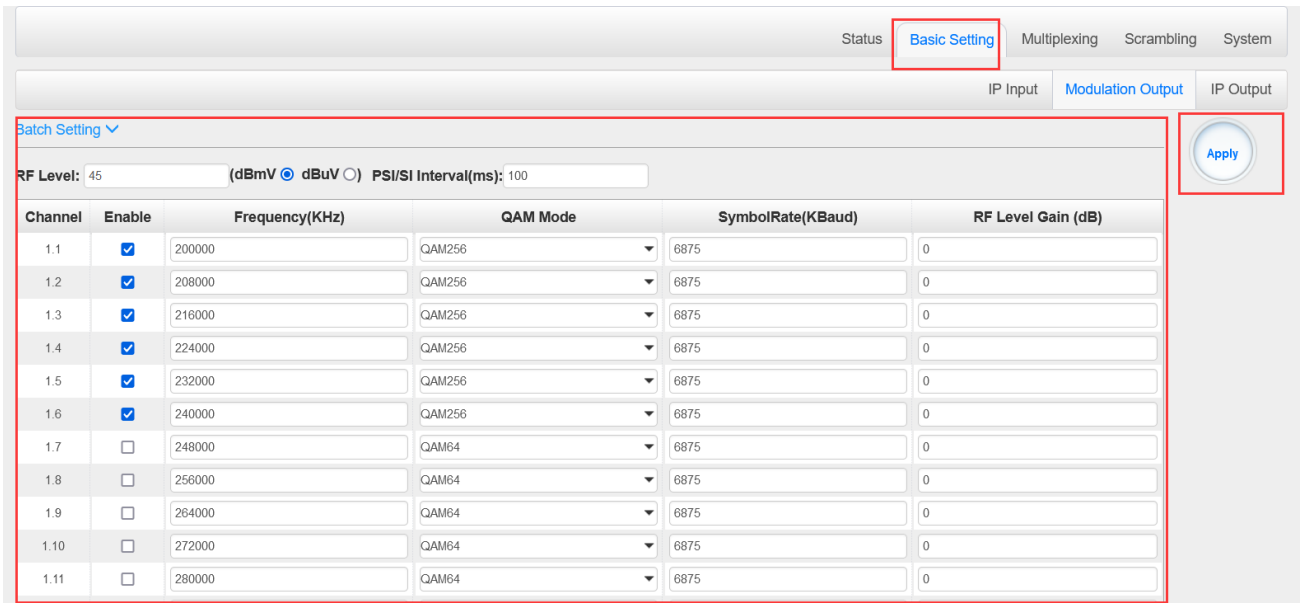 Status Basic Setting Multiplexing Scrambling System
IP Input Modulation Output IP Output
Batch Setting
Apply
RF Level: 45 (dBmV dBuV ) PSI/SI Interval(ms): 100
Channel Enable Frequency(KHz) QAM Mode SymbolRate(KBaud) RF Level Gain (dB)
1.1 200000 QAM256 6875 0
1.2 208000 QAM256 6875 0
1.3 216000 QAM256 6875 0
1.4 224000 QAM256 6875 0
1.5 232000 QAM256 6875 0
1.6 240000 QAM256 6875 0
1.7 248000 QAM64 6875 0
1.8 256000 QAM64 6875 0
1.9 264000 QAM64 6875 0
1.10 272000 QAM64 6875 0
1.11 280000 QAM64 6875 0